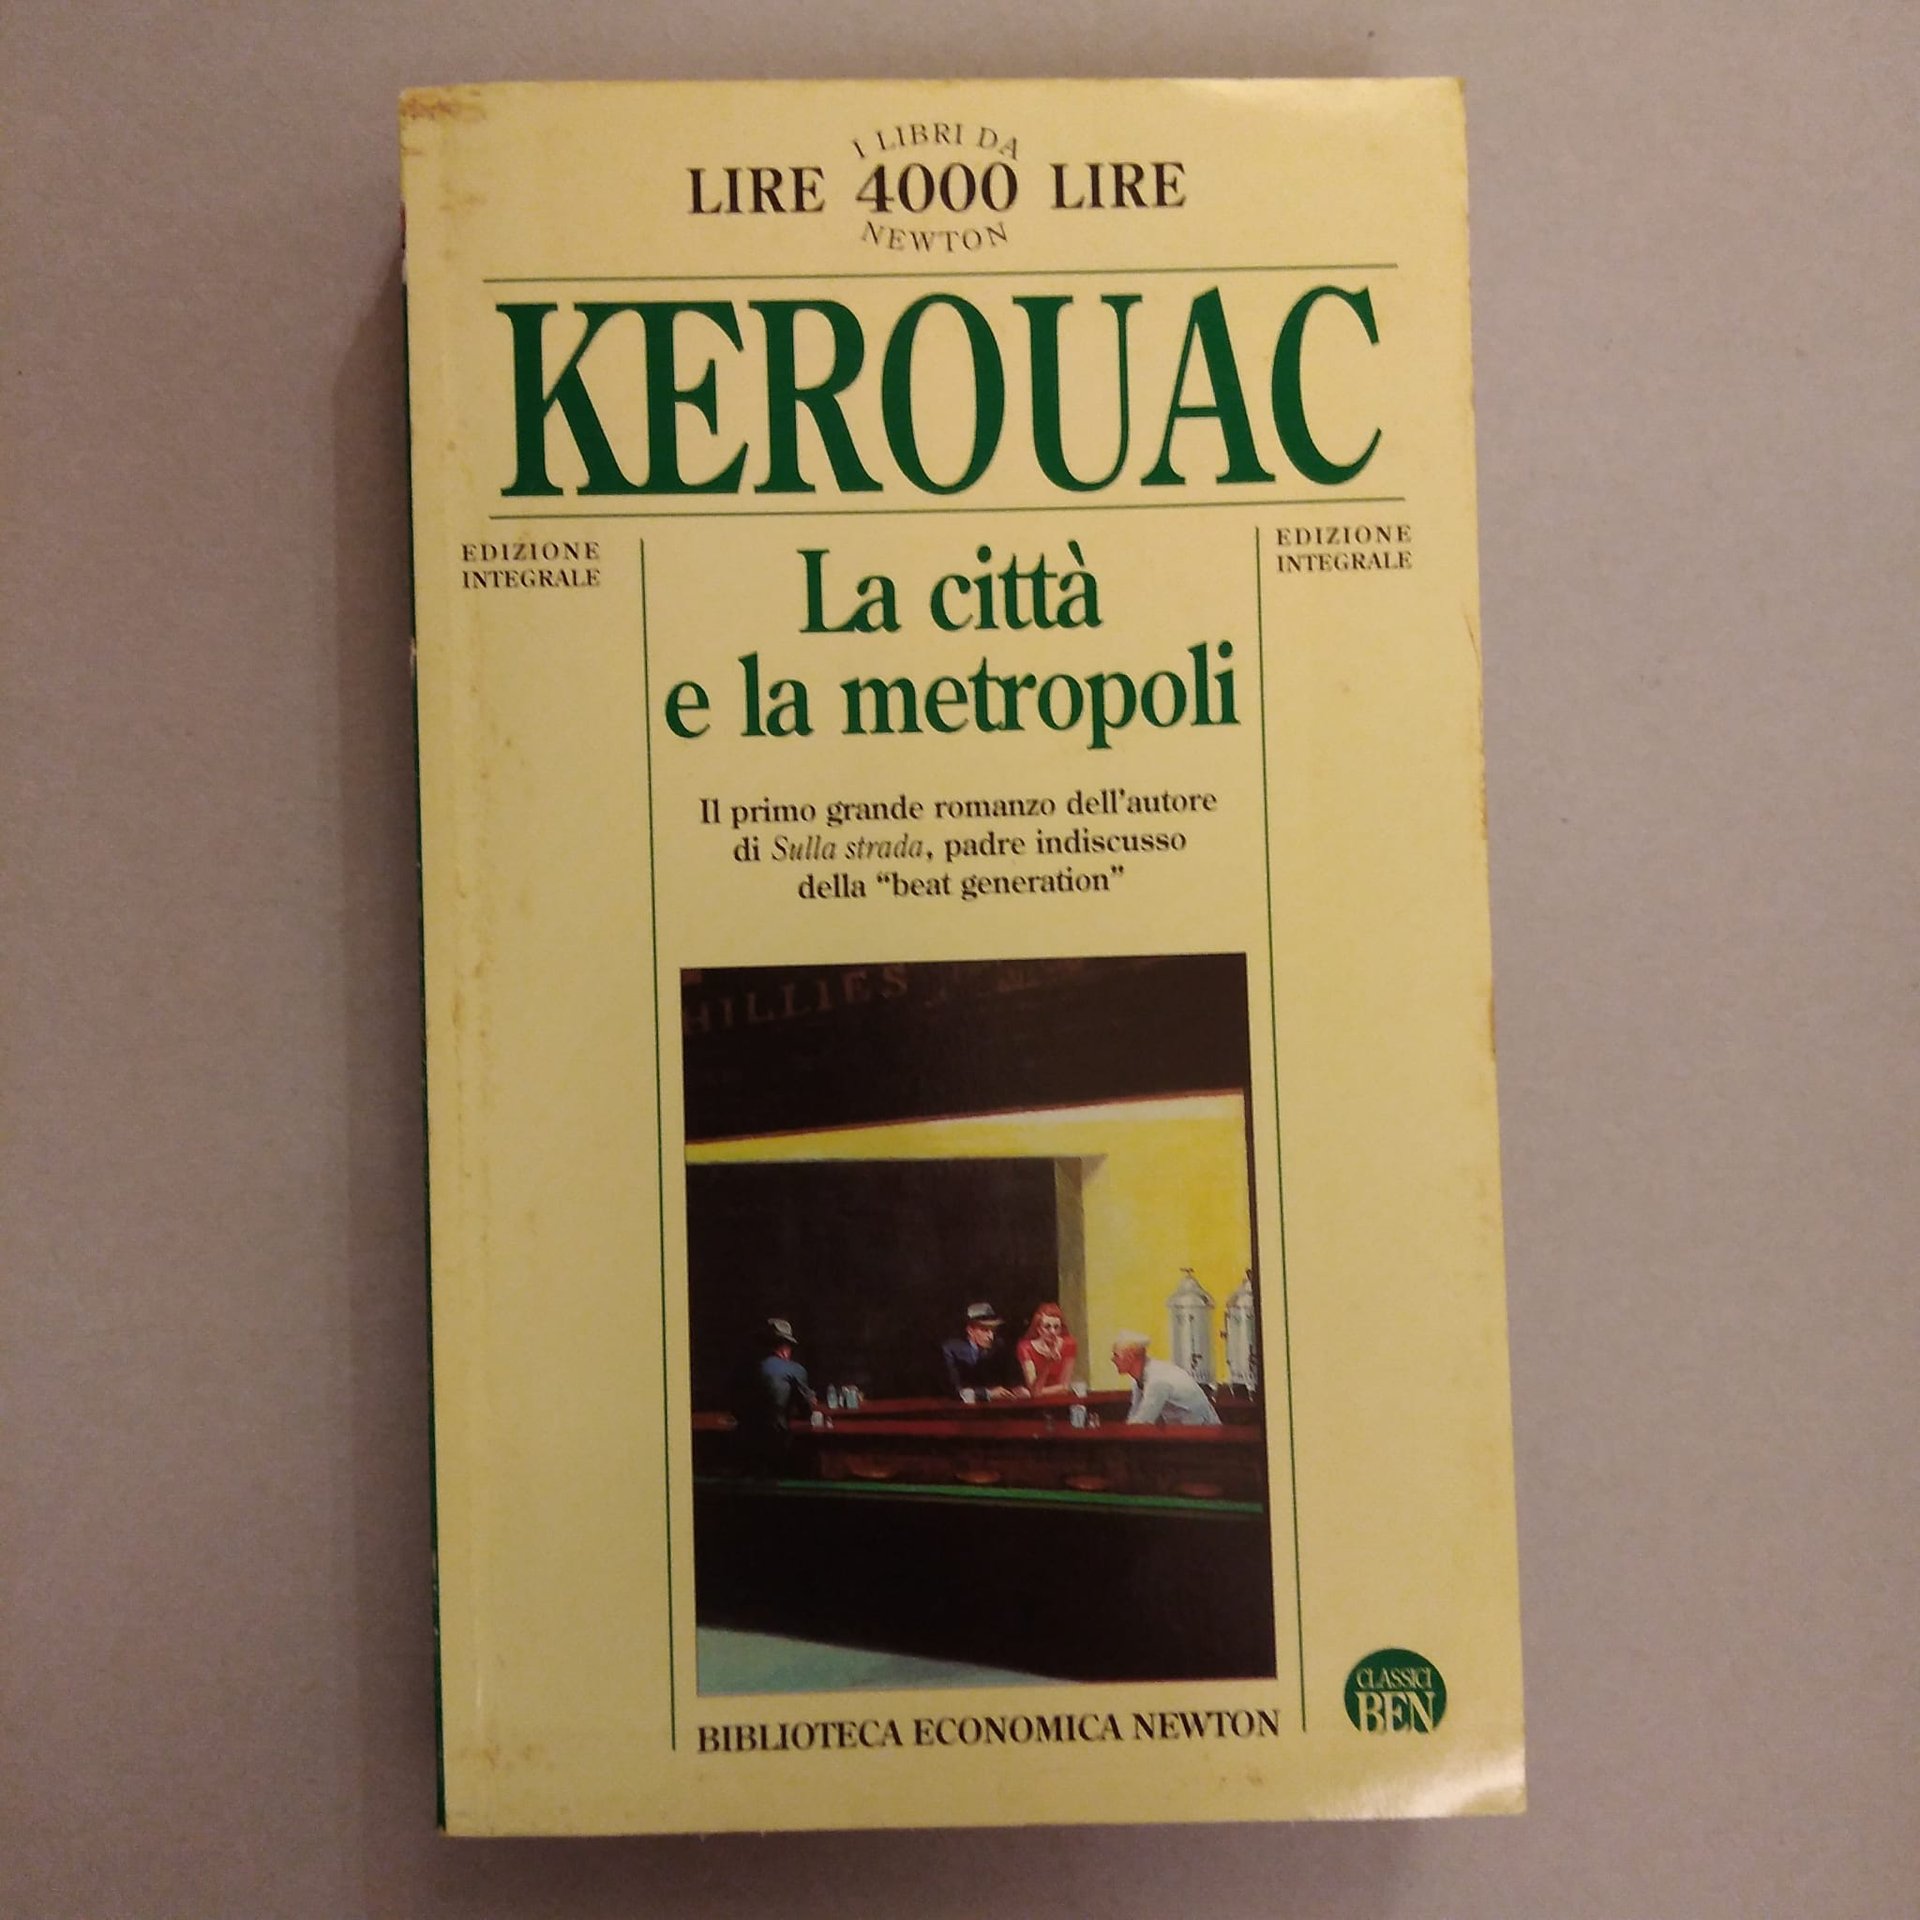 I LIBRI DA
LIRE 4000 LIRE
NEWTON
KEROUAC
EDIZIONE
INTEGRALE
EDIZIONE
INTEGRALE
La città
e la metropoli
Il primo grande romanzo dell'autore
di Sulla strada, padre indiscusso
della “beat generation”
HILLIES
BIBLIOTECA ECONOMICA NEWTON
CLASSICI
BEN